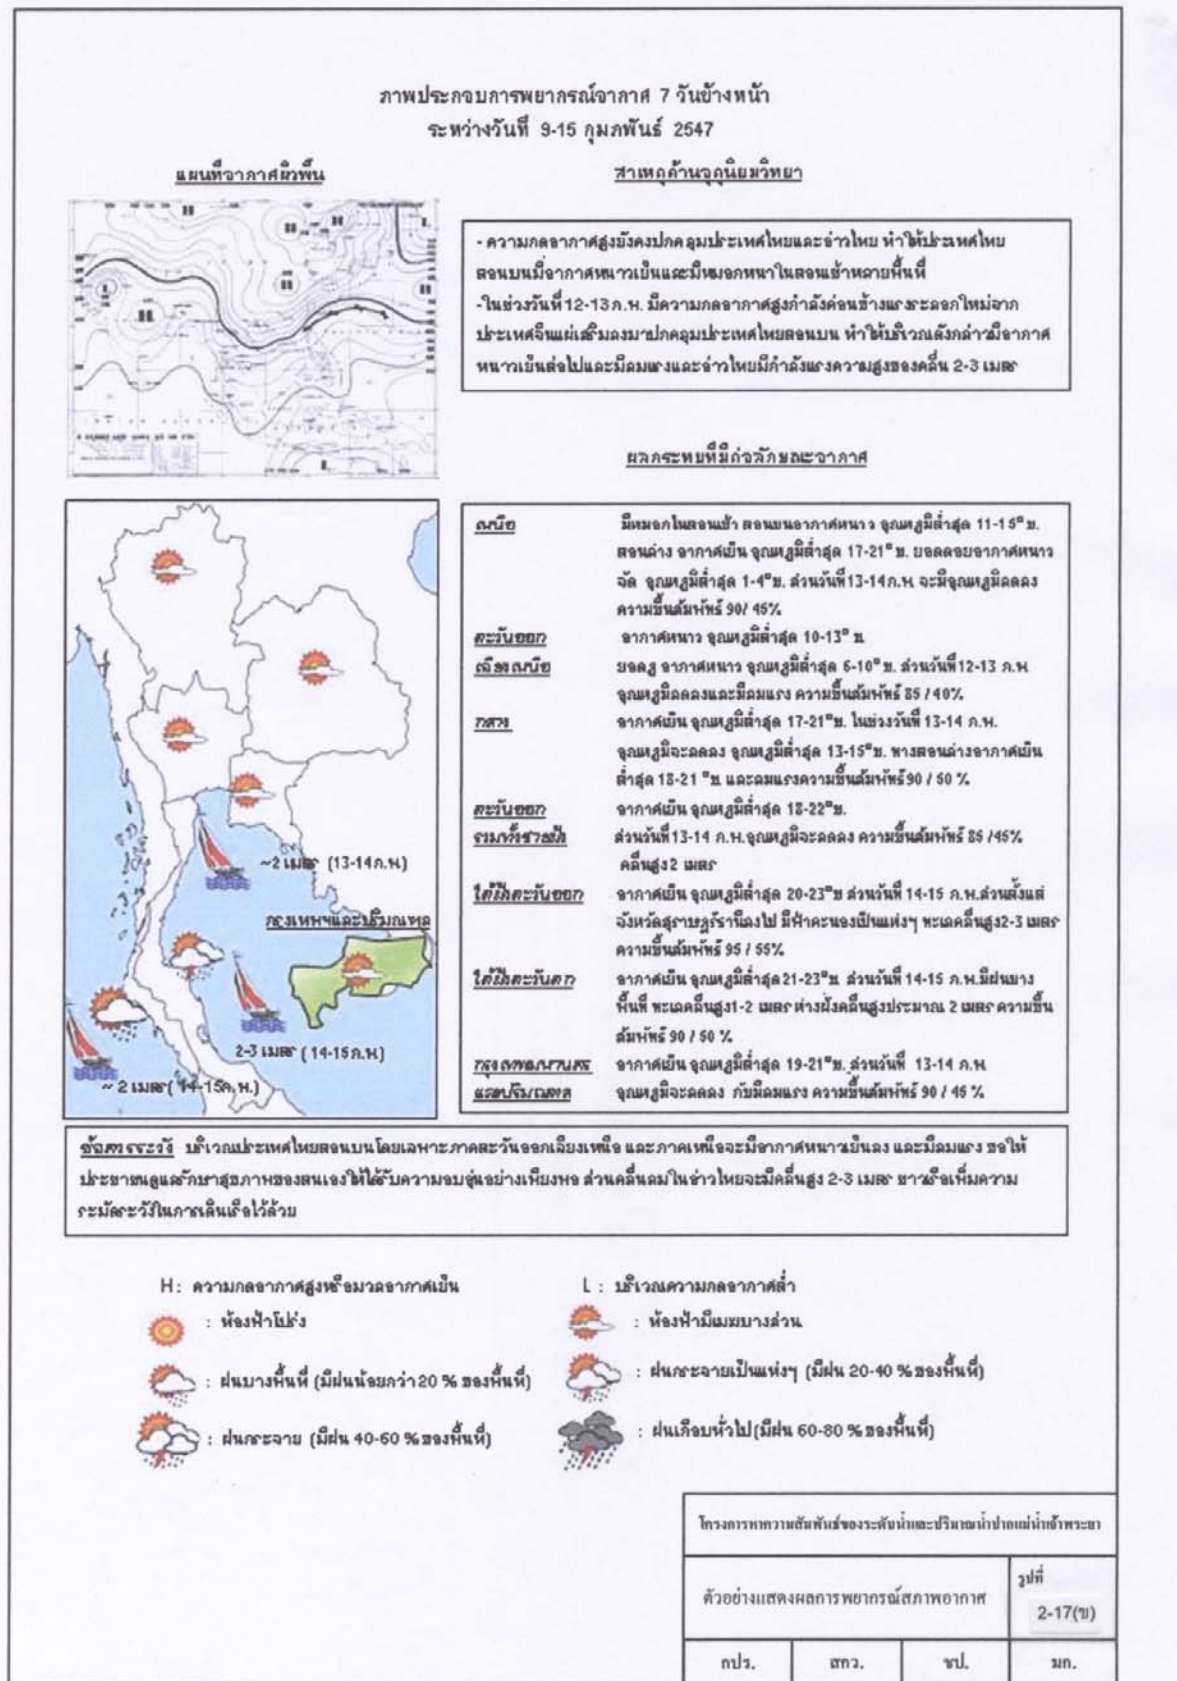 ภาพประกอบการพยากรณ์อากาศ 7 วันข้างหน้า
ระหว่างวันที่ 9-15 กุมภาพันธ์ 2547
แผนที่อากาศผิวพื้น
สาเหตุด้านอุตุนิยมวิทยา
- ความกดอากาศสูงยังคงปกคลุมประเทศไทยและอ่าวไทย ทำให้ประเทศไทย
ตอนบนมีอากาศหนาวเย็นและมีหมอกหนาในตอนเช้าหลายพื้นที่
-ในช่วงวันที่ 12-13 ก.พ. มีความกดอากาศสูงกำลังค่อนข้างแรงระลอกใหม่จาก
ประเทศจีนแผ่เสริมลงมาปกคลุมประเทศไทยตอนบน ทำให้บริเวณดังกล่าวมีอากาศ
หนาวเย็นต่อไปและมีลมแรงและอ่าวไทยมีกำลังแรงความสูงของคลื่น 2-3 เมตร
ผลกระทบที่มีต่อลักษณะอากาศ
เหนือ มีหมอกในตอนเช้า ตอนบนอากาศหนาว อุณหภูมิต่ำสุด 11-15° ซ.
ตอนล่าง อากาศเย็น อุณหภูมิต่ำสุด 17-21° ซ. ยอดดอยอากาศหนาว
จัด อุณหภูมิต่ำสุด 1-4°ซ. ส่วนวันที่ 13-14 ก.พ. จะมีอุณหภูมิลดลง
ความชื้นสัมพัทธ์ 90/ 45%
ตะวันออก อากาศหนาว อุณหภูมิต่ำสุด 10-13° ซ.
เฉียงเหนือ ยอดภู อากาศหนาว อุณหภูมิต่ำสุด 6-10° ซ. ส่วนวันที่ 12-13 ก.พ.
อุณหภูมิลดลงและมีลมแรง ความชื้นสัมพัทธ์ 85 / 40%
กลาง อากาศเย็น อุณหภูมิต่ำสุด 17-21° ซ. ในช่วงวันที่ 13-14 ก.พ.
อุณหภูมิจะลดลง อุณหภูมิต่ำสุด 13-15°ซ. ทางตอนล่างอากาศเย็น
ต่ำสุด 18-21 °ซ. และลมแรงความชื้นสัมพัทธ์ 90 / 50 %
ตะวันออก อากาศเย็น อุณหภูมิต่ำสุด 18-22°ซ.
รวมทั้งชายฝั่ง ส่วนวันที่ 13-14 ก.พ. อุณหภูมิจะลดลง ความชื้นสัมพัทธ์ 85 /45%
คลื่นสูง 2 เมตร
ใต้ฝั่งตะวันออก อากาศเย็น อุณหภูมิต่ำสุด 20-23°ซ ส่วนวันที่ 14-15 ก.พ.ส่วนตั้งแต่
จังหวัดสุราษฎร์ธานีลงไป มีฟ้าคะนองเป็นแห่งๆ ทะเลคลื่นสูง2-3 เมตร
ความชื้นสัมพัทธ์ 95 / 55%
ใต้ฝั่งตะวันตก อากาศเย็น อุณหภูมิต่ำสุด 21-23°ซ. ส่วนวันที่ 14-15 ก.พ.มีฝนบาง
พื้นที่ ทะเลคลื่นสูง1-2 เมตร ห่างฝั่งคลื่นสูงประมาณ 2 เมตร ความชื้น
สัมพัทธ์ 90 / 50 %
กรุงเทพมหานคร อากาศเย็น อุณหภูมิต่ำสุด 19-21°ซ. ส่วนวันที่ 13-14 ก.พ.
และปริมณฑล อุณหภูมิจะลดลง กับมีลมแรง ความชื้นสัมพัทธ์ 90 / 45 %
~2 เมตร (13-14 ก.พ.)
กรุงเทพฯและปริมณฑล
2-3 เมตร ( 14-15 ก.พ.)
~ 2 เมตร ( 14-15 ก.พ.)
ข้อควรระวัง บริเวณประเทศไทยตอนบนโดยเฉพาะภาคตะวันออกเฉียงเหนือ และภาคเหนือจะมีอากาศหนาวเย็นลง และมีลมแรง ขอให้
ประชาชนดูแลรักษาสุขภาพของตนเองให้ได้รับความอบอุ่นอย่างเพียงพอ ส่วนคลื่นลมในอ่าวไทยจะมีคลื่นสูง 2-3 เมตร ชาวเรือเพิ่มความ
ระมัดระวังในการเดินเรือไว้ด้วย
H : ความกดอากาศสูงหรือมวลอากาศเย็น
L : บริเวณความกดอากาศต่ำ
: ท้องฟ้าโปร่ง
: ท้องฟ้ามีเมฆบางส่วน
: ฝนบางพื้นที่ (มีฝนน้อยกว่า 20 % ของพื้นที่)
: ฝนกระจายเป็นแห่งๆ (มีฝน 20-40 % ของพื้นที่)
: ฝนกระจาย (มีฝน 40-60 % ของพื้นที่)
: ฝนเกือบทั่วไป (มีฝน 60-80 % ของพื้นที่)
โครงการหาความสัมพันธ์ของระดับน้ำและปริมาณน้ำปากแม่น้ำเจ้าพระยา
ตัวอย่างแสดงผลการพยากรณ์สภาพอากาศ
รูปที่
2-17(ข)
กปร. สกว. ชป. มก.